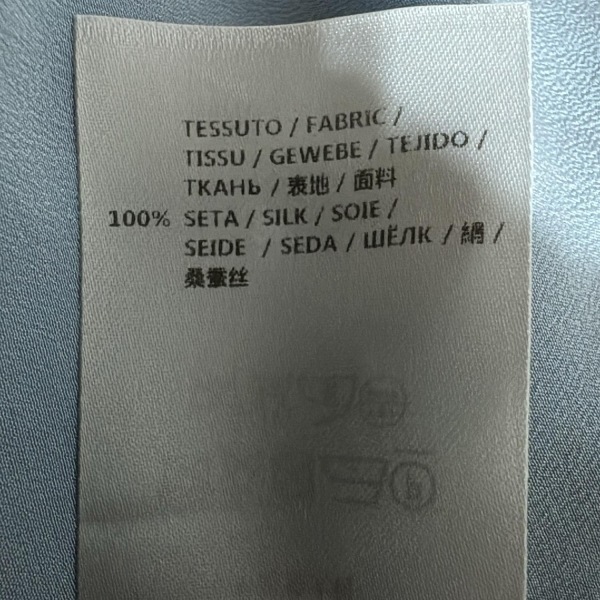 TESSUTO / FABRIC /
TISSU / GEWEBE / TEJIDO /
ТКАНЬ / 表地 / 面料
100% SETA / SILK / SOIE /
SEIDE / SEDA / ШЁЛК / 絹 /
桑蚕丝